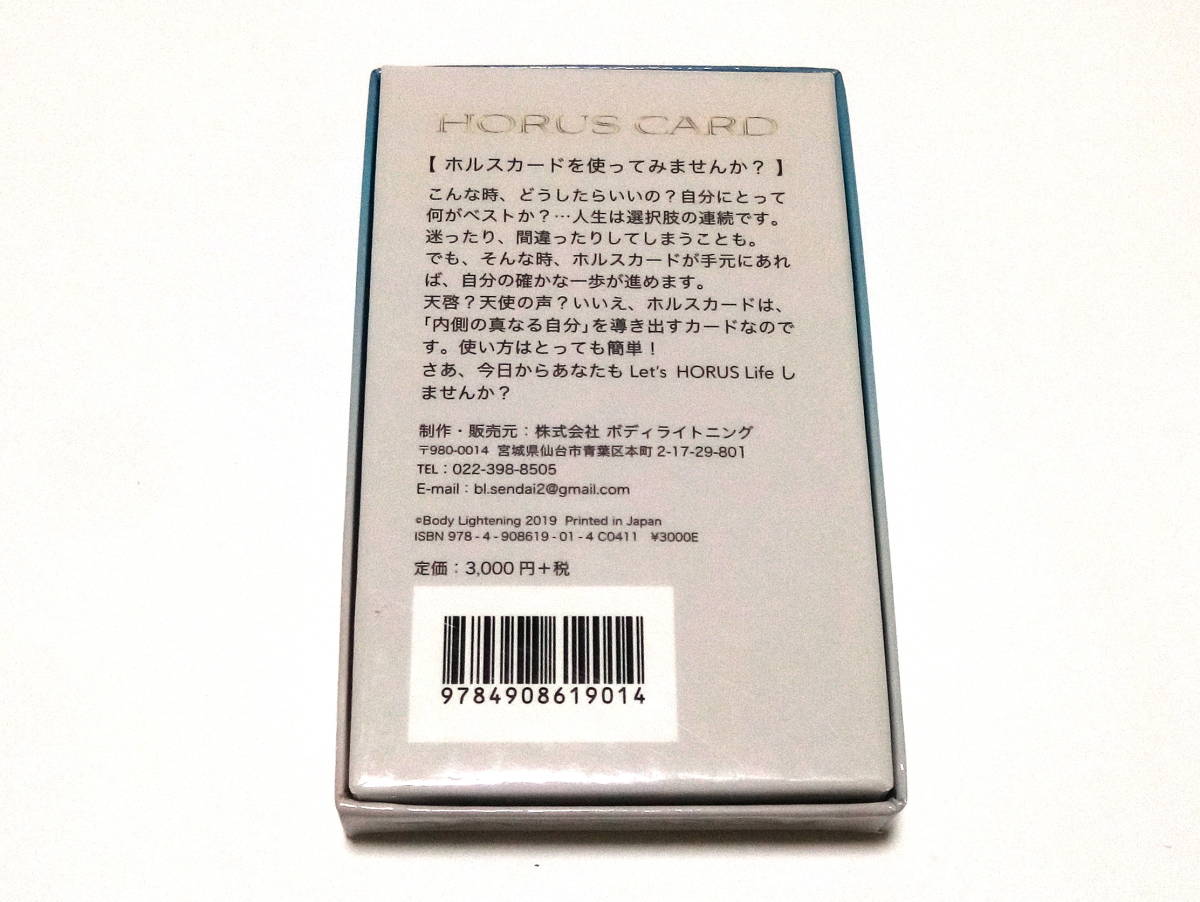 HORUS CARD
【 ホルスカードを使ってみませんか？ 】
こんな時、どうしたらいいの？自分にとって
何がベストか？…人生は選択肢の連続です。
迷ったり、間違ったりしてしまうことも。
でも、そんな時、ホルスカードが手元にあれ
ば、自分の確かな一歩が進めます。
天啓？天使の声？いいえ、ホルスカードは、
「内側の真なる自分」を導き出すカードなので
す。使い方はとっても簡単！
さあ、今日からあなたも Let's HORUS Life し
ませんか？
制作・販売元：株式会社 ボディライトニング
〒980-0014 宮城県仙台市青葉区本町 2-17-29-801
TEL：022-398-8505
E-mail：bl.sendai2@gmail.com
©Body Lightening 2019 Printed in Japan
ISBN 978 - 4 - 908619 - 01 - 4 C0411 ¥3000E
定価：3,000 円＋税
9784908619014